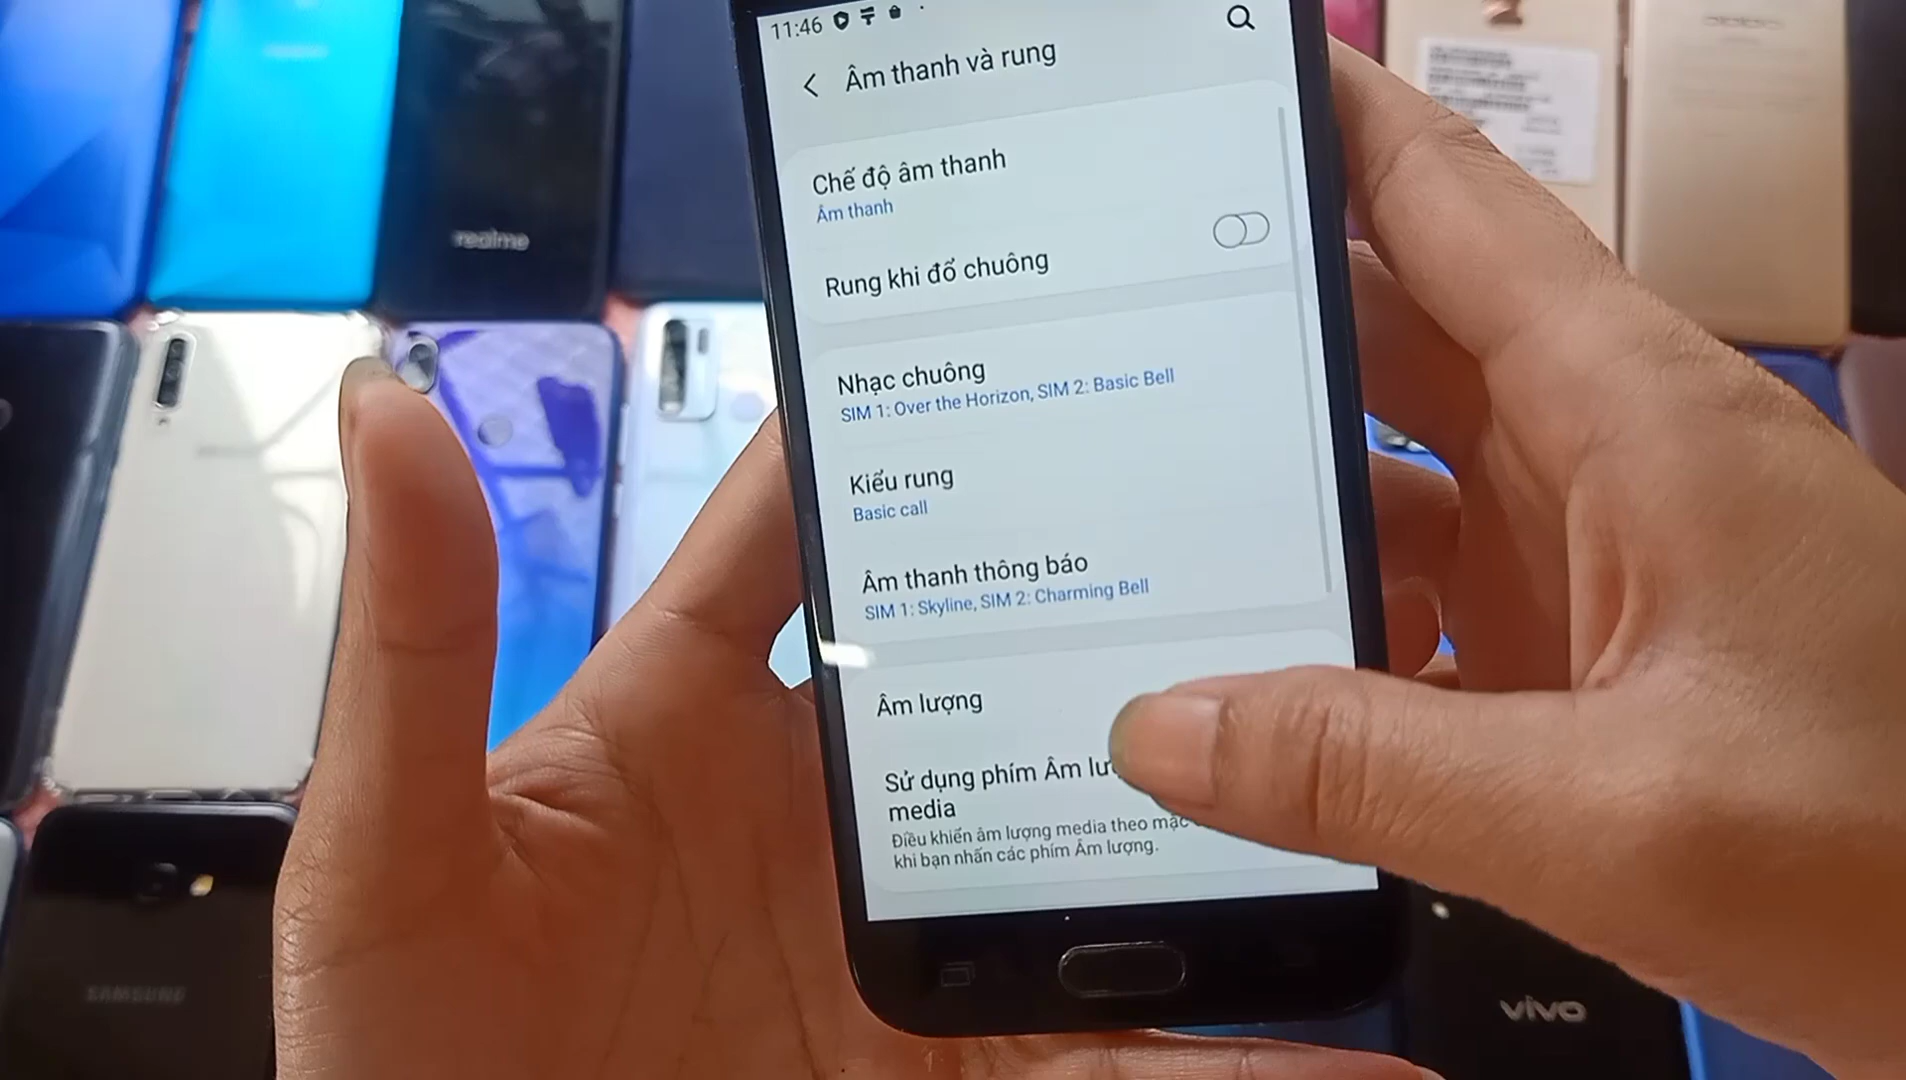 11:46
Âm thanh và rung
Chế độ âm thanh
Âm thanh
Rung khi đổ chuông
Nhạc chuông
SIM 1: Over the Horizon, SIM 2: Basic Bell
Kiểu rung
Basic call
Âm thanh thông báo
SIM 1: Skyline, SIM 2: Charming Bell
Âm lượng
Sử dụng phím Âm
media
Điều khiển âm lượng media theo mặc
khi bạn nhấn các phím Âm lượng.
realme
SAMSUNG
vivo
oppo